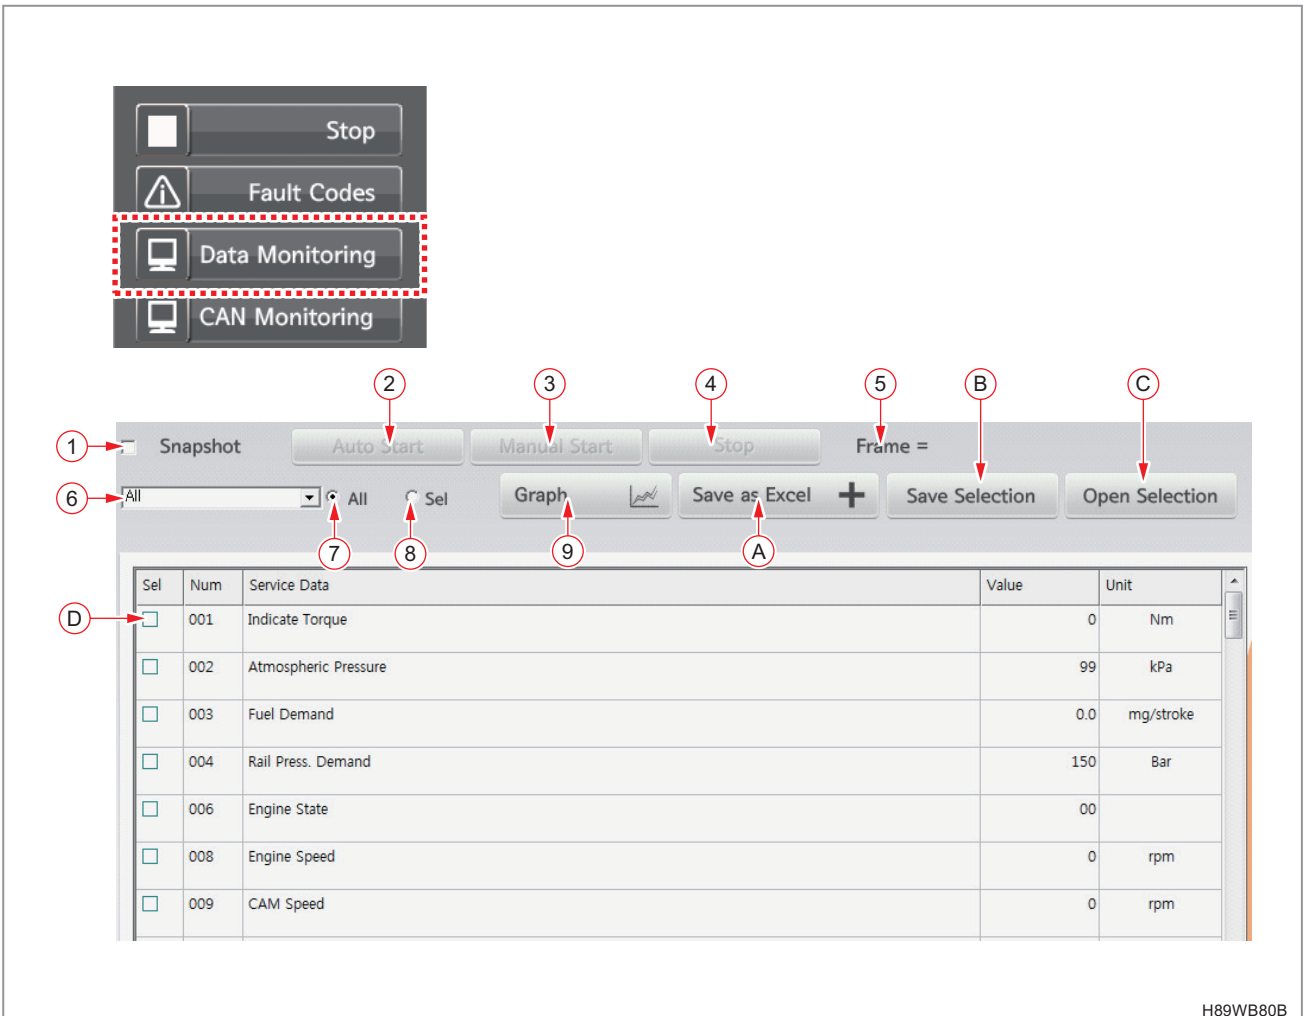 Stop
Fault Codes
Data Monitoring
CAN Monitoring
2 3 4 5 B C
1 Snapshot Auto Start Manual Start Stop Frame =
6 All All Sel Graph Save as Excel Save Selection Open Selection
7 8 9 A
Sel Num Service Data Value Unit
D 001 Indicate Torque 0 Nm
002 Atmospheric Pressure 99 kPa
003 Fuel Demand 0.0 mg/stroke
004 Rail Press. Demand 150 Bar
006 Engine State 00
008 Engine Speed 0 rpm
009 CAM Speed 0 rpm
H89WB80B